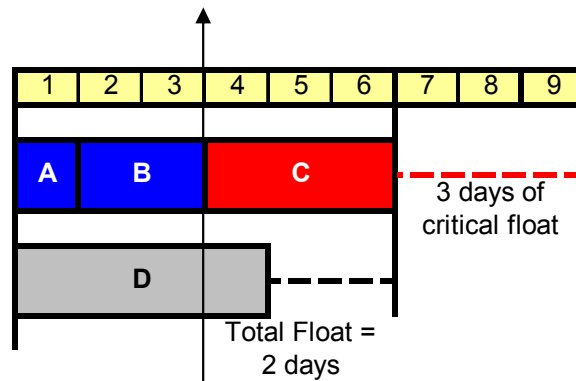 1 2 3 4 5 6 7 8 9
A B C
3 days of
critical float
D
Total Float =
2 days